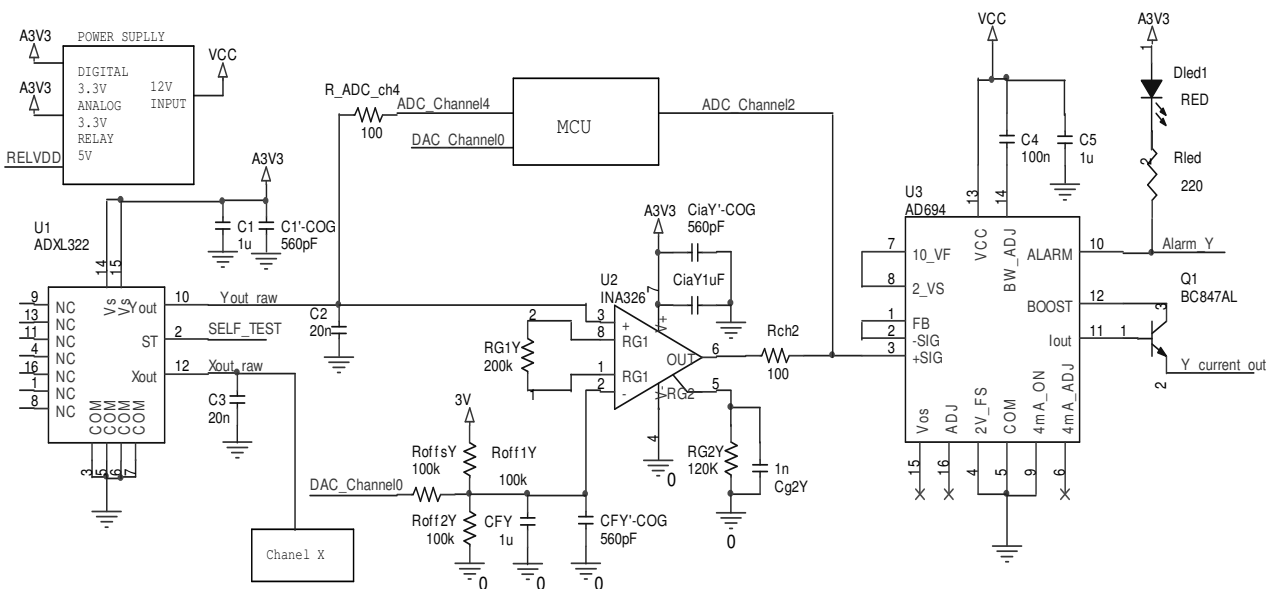 A3V3
POWER SUPLLY
VCC
DIGITAL
3.3V
12V
A3V3
ANALOG
INPUT
3.3V
RELAY
RELVDD
5V
A3V3
U1
ADXL322
C1
1u
C1'-COG
560pF
14
15
Vs
Vs
9
NC
13
NC
11
NC
4
NC
16
NC
1
NC
8
NC
Yout
10
Yout_raw
ST
2
SELF_TEST
Xout
12
Xout_raw
COM
COM
COM
COM
3
5
6
7
C2
20n
C3
20n
Chanel X
R_ADC_ch4
100
ADC_Channel4
DAC_Channel0
MCU
ADC_Channel2
A3V3
CiaY'-COG
560pF
CiaY1uF
U2
INA326
7
V+
3
+
8
RG1
1
RG1
2
-
OUT
6
RG2
5
V-
4
0
2
RG1Y
200k
1
Rch2
100
RG2Y
120K
1n
Cg2Y
0
3V
RoffsY
100k
Roff1Y
100k
DAC_Channel0
Roff2Y
100k
CFY
1u
CFY'-COG
560pF
0
0
0
VCC
C4
100n
C5
1u
A3V3
1
Dled1
RED
2
Rled
220
U3
AD694
13
14
VCC
BW_ADJ
7
10_VF
8
2_VS
1
FB
2
-SIG
3
+SIG
ALARM
10
Alarm_Y
BOOST
12
Iout
11
Q1
BC847AL
3
1
2
Y_current_out
Vos
ADJ
2V_FS
COM
4mA_ON
4mA_ADJ
15
16
4
5
9
6